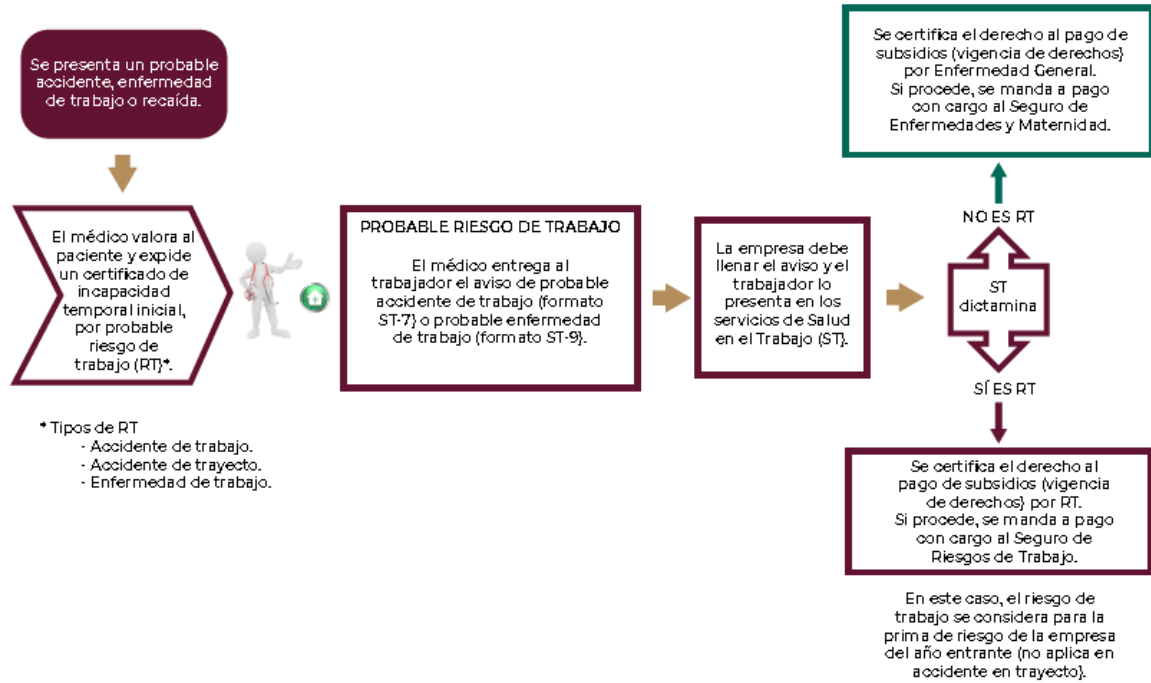 Se presenta un probable
accidente, enfermedad
de trabajo o recaída.
El médico valora al
paciente y expide
un certificado de
incapacidad
temporal inicial,
por probable
riesgo de
trabajo (RT}*.
* Tipos de RT
- Accidente de trabajo.
- Accidente de trayecto.
- Enfermedad de trabajo.
PROBABLE RIESGO DE TRABAJO
El médico entrega al
trabajador el aviso de probable
accidente de trabajo (formato
ST-7} o probable enfermedad
de trabajo (formato ST-9}.
La empresa debe
llenar el aviso y el
trabajador lo
presenta en los
servicios de Salud
en el Trabajo (ST}.
ST
dictamina
NO ES RT
Se certifica el derecho al pago de
subsidios (vigencia de derechos}
por Enfermedad General.
Si procede, se manda a pago
con cargo al Seguro de
Enfermedades y Maternidad.
SÍ ES RT
Se certifica el derecho al
pago de subsidios (vigencia
de derechos} por RT.
Si procede, se manda a pago
con cargo al Seguro de
Riesgos de Trabajo.
En este caso, el riesgo de
trabajo se considera para la
prima de riesgo de la empresa
del año entrante (no aplica en
accidente en trayecto}.